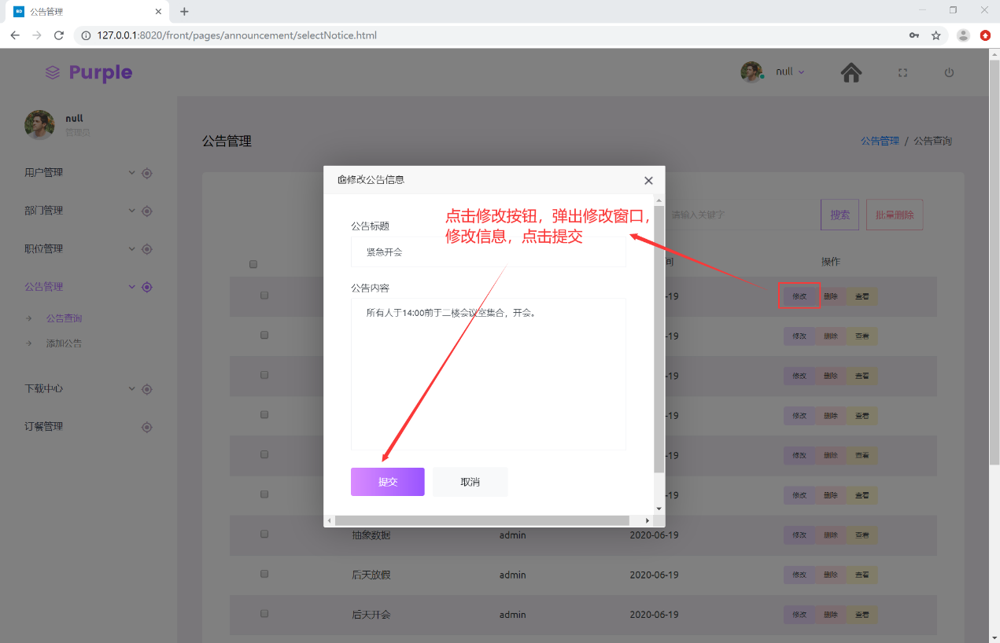 公告管理
127.0.0.1:8020/front/pages/announcement/selectNotice.html
Purple
null
null
管理员
公告管理
公告管理 / 公告查询
用户管理
部门管理
职位管理
公告管理
公告查询
添加公告
下载中心
订餐管理
修改公告信息
点击修改按钮，弹出修改窗口，
修改信息，点击提交
公告标题
紧急开会
公告内容
所有人于14:00前于二楼会议室集合，开会。
提交 取消
请输入关键字 搜索 批量删除
间 操作
-19 修改 删除 查看
-19 修改 删除 查看
-19 修改 删除 查看
-19 修改 删除 查看
-19 修改 删除 查看
-19 修改 删除 查看
抽象数据 admin 2020-06-19 修改 删除 查看
后天放假 admin 2020-06-19 修改 删除 查看
后天开会 admin 2020-06-19 修改 删除 查看